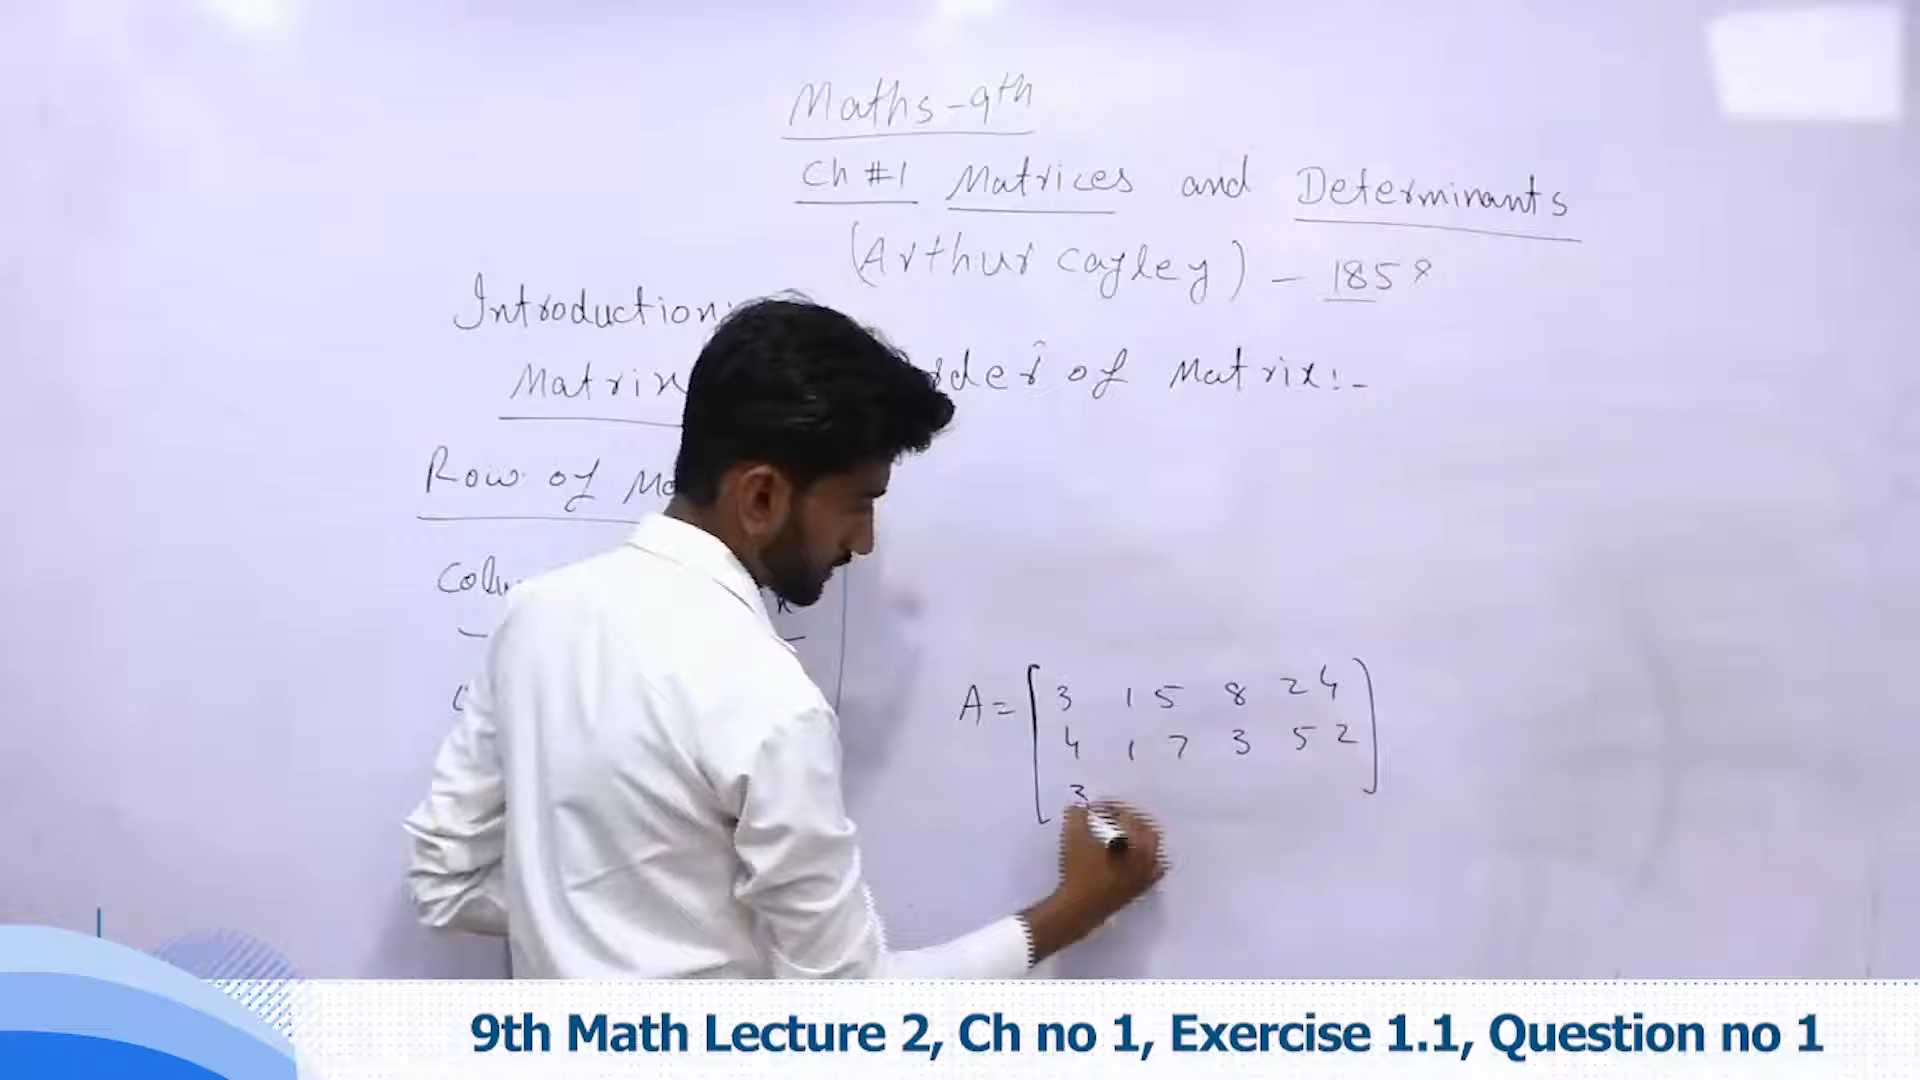 Maths-9th
Ch #1 Matrices and Determinants
(Arthur Cayley) - 1858
Introduction:
Matrix
Row of
of Matrix:-
A= [3 1 5 8 2 4
4 1 7 3 5 2]
3
9th Math Lecture 2, Ch no 1, Exercise 1.1, Question no 1